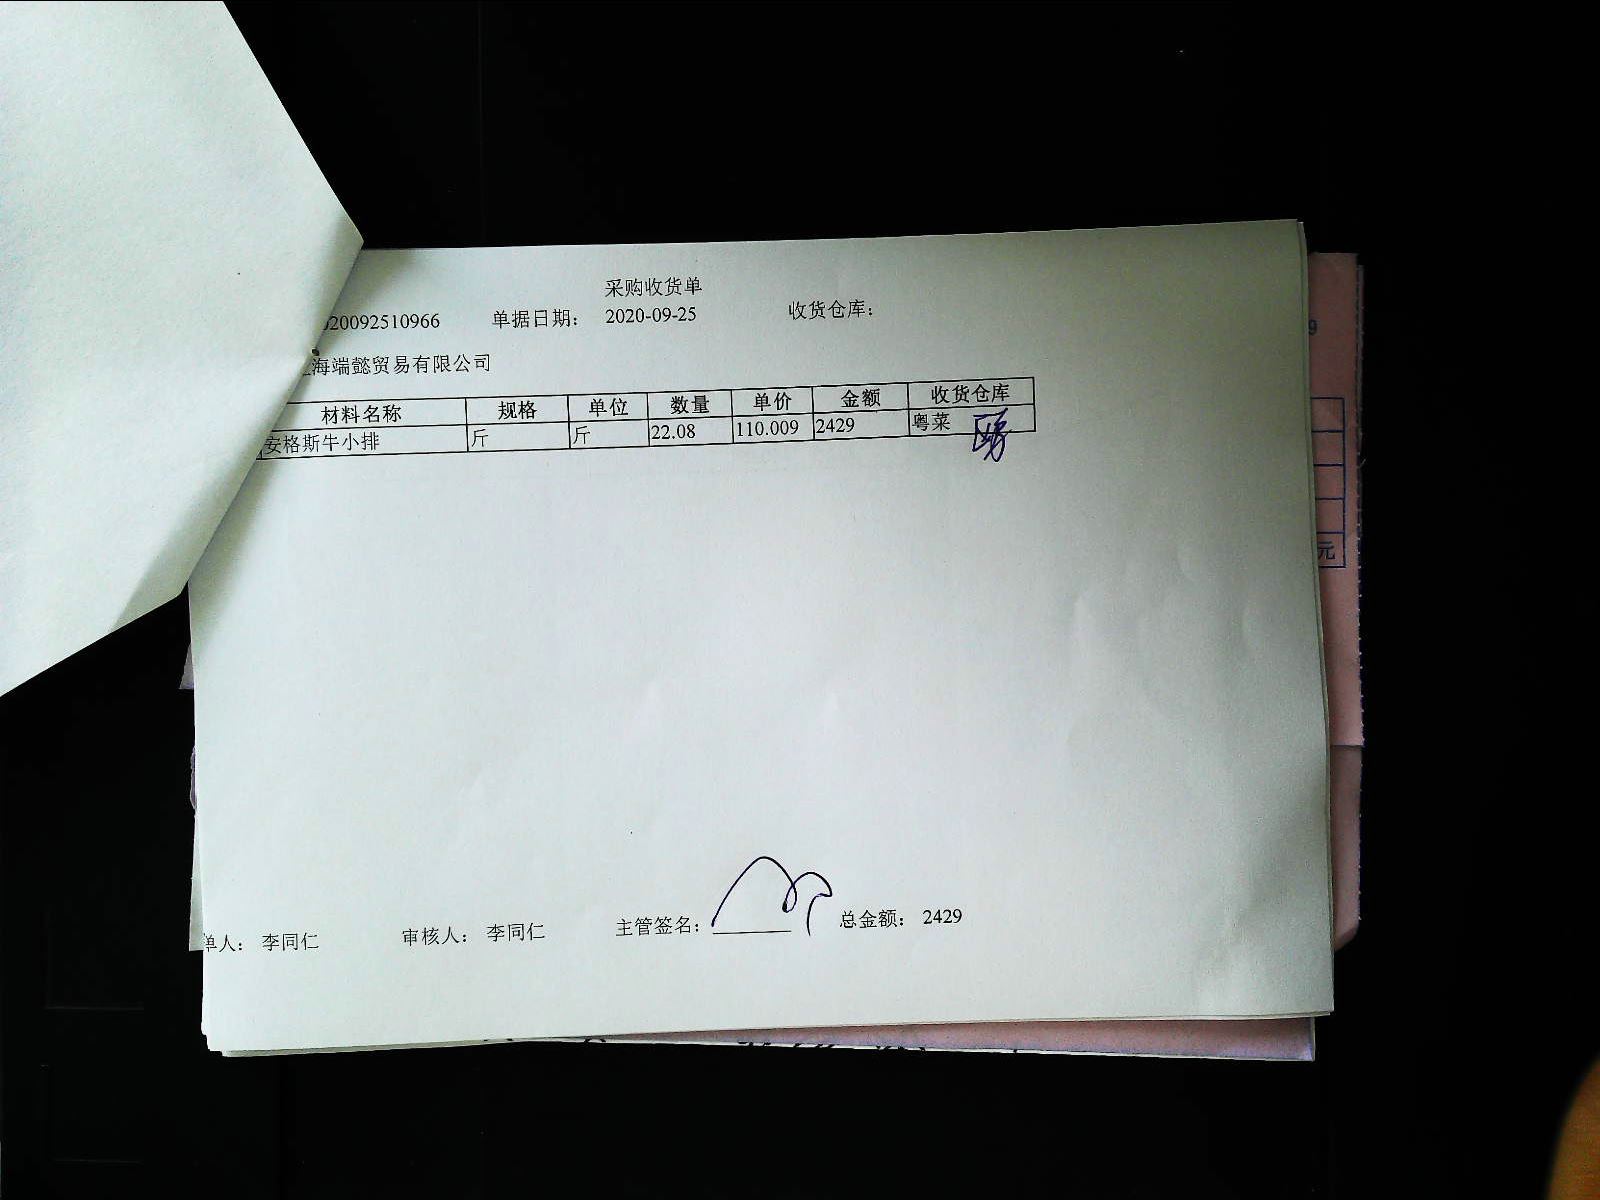 采购收货单
20092510966 单据日期： 2020-09-25 收货仓库：
海端懿贸易有限公司
材料名称 规格 单位 数量 单价 金额 收货仓库
安格斯牛小排 斤 斤 22.08 110.009 2429 粤菜
单人： 李同仁 审核人： 李同仁 主管签名： 总金额： 2429
9
元